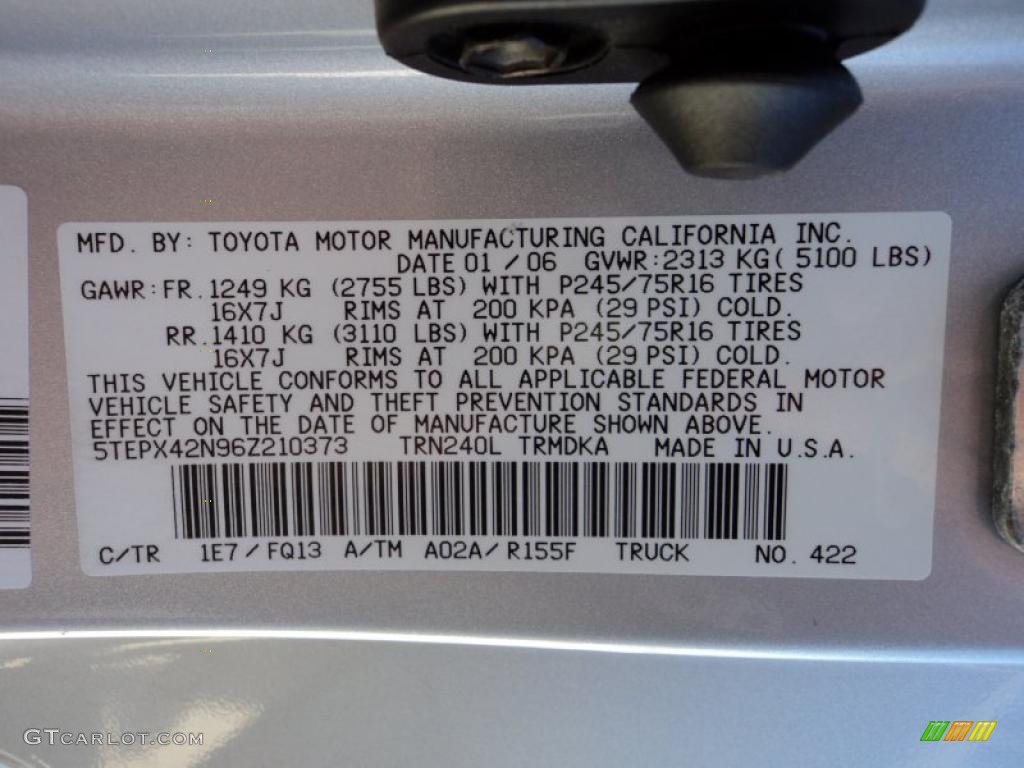 MFD. BY: TOYOTA MOTOR MANUFACTURING CALIFORNIA INC.
DATE 01 / 06 GVWR:2313 KG( 5100 LBS)
GAWR:FR. 1249 KG (2755 LBS) WITH P245/75R16 TIRES
16X7J RIMS AT 200 KPA (29 PSI) COLD.
RR. 1410 KG (3110 LBS) WITH P245/75R16 TIRES
16X7J RIMS AT 200 KPA (29 PSI) COLD.
THIS VEHICLE CONFORMS TO ALL APPLICABLE FEDERAL MOTOR
VEHICLE SAFETY AND THEFT PREVENTION STANDARDS IN
EFFECT ON THE DATE OF MANUFACTURE SHOWN ABOVE.
5TEPX42N96Z210373 TRN240L TRMDKA MADE IN U.S.A.
C/TR 1E7/FQ13 A/TM A02A/R155F TRUCK NO. 422
GTCARLOT.COM